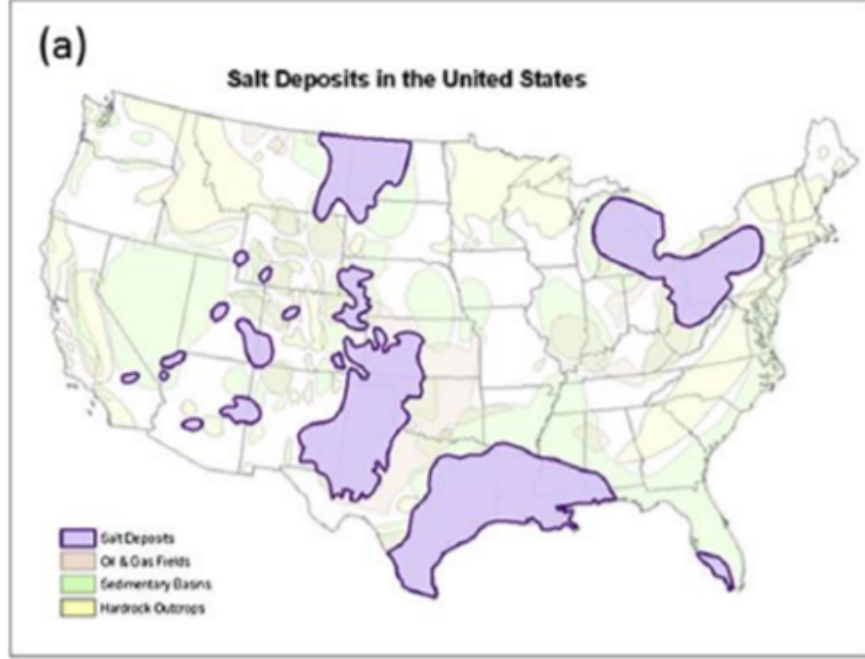 (a)
Salt Deposits in the United States
Salt Deposits
Oil & Gas Fields
Sedimentary Basins
Hardrock Outcrops